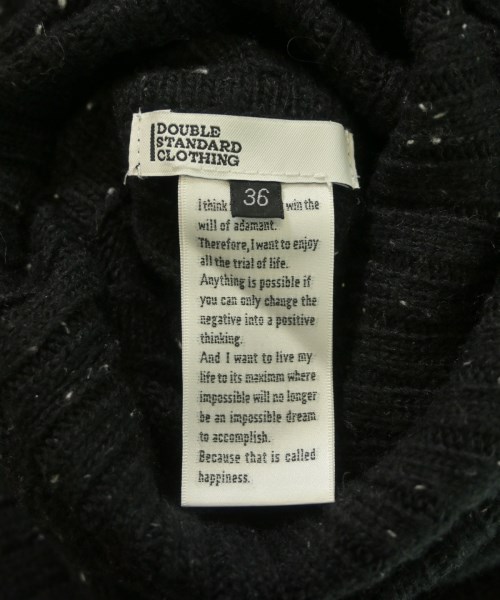 DOUBLE
STANDARD
CLOTHING
36
I think win the
will of adamant.
Therefore, I want to enjoy
all the trial of life.
Anything is possible if
you can only change the
negative into a positive
thinking.
And I want to live my
life to its maximm where
impossible will no longer
be an impossible dream
to accomplish.
Because that is called
happiness.